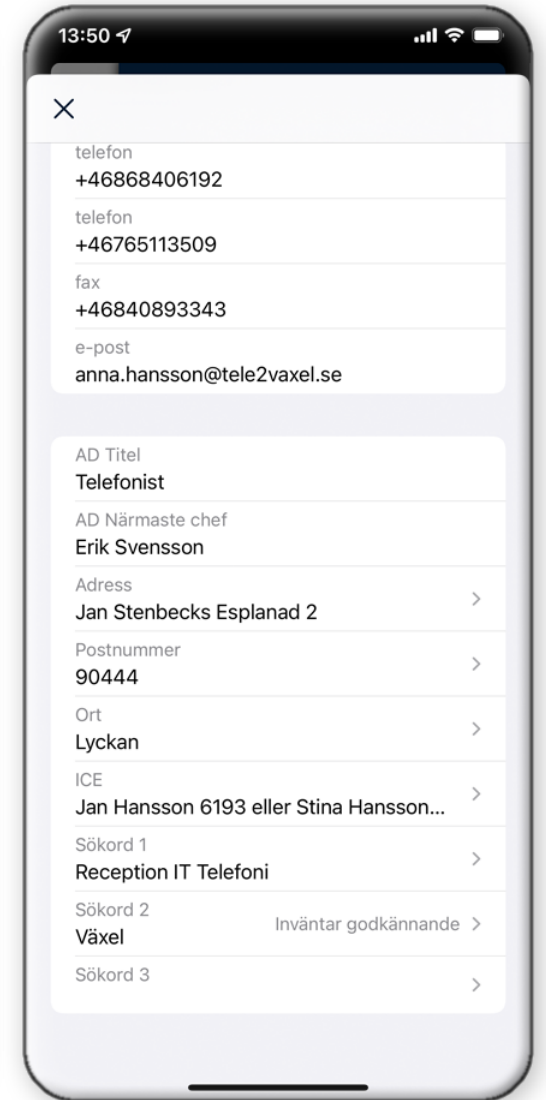 13:50
telefon
+46868406192
telefon
+46765113509
fax
+46840893343
e-post
anna.hansson@tele2vaxel.se
AD Titel
Telefonist
AD Närmaste chef
Erik Svensson
Adress
Jan Stenbecks Esplanad 2
Postnummer
90444
Ort
Lyckan
ICE
Jan Hansson 6193 eller Stina Hansson...
Sökord 1
Reception IT Telefoni
Sökord 2
Växel
Inväntar godkännande
Sökord 3